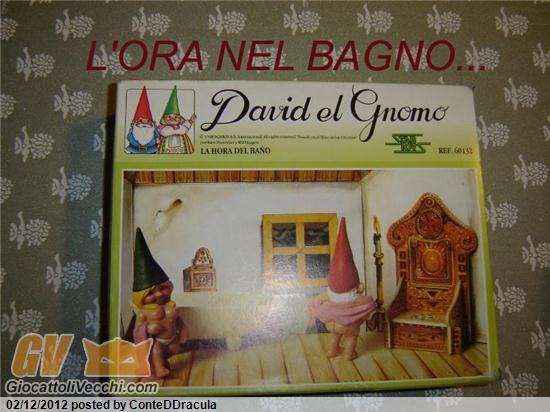 L'ORA NEL BAGNO...
David el Gnomo
LA HORA DEL BAÑO
REF. 60132
GV
GiocattoliVecchi.com
02/12/2012 posted by ConteDDracula